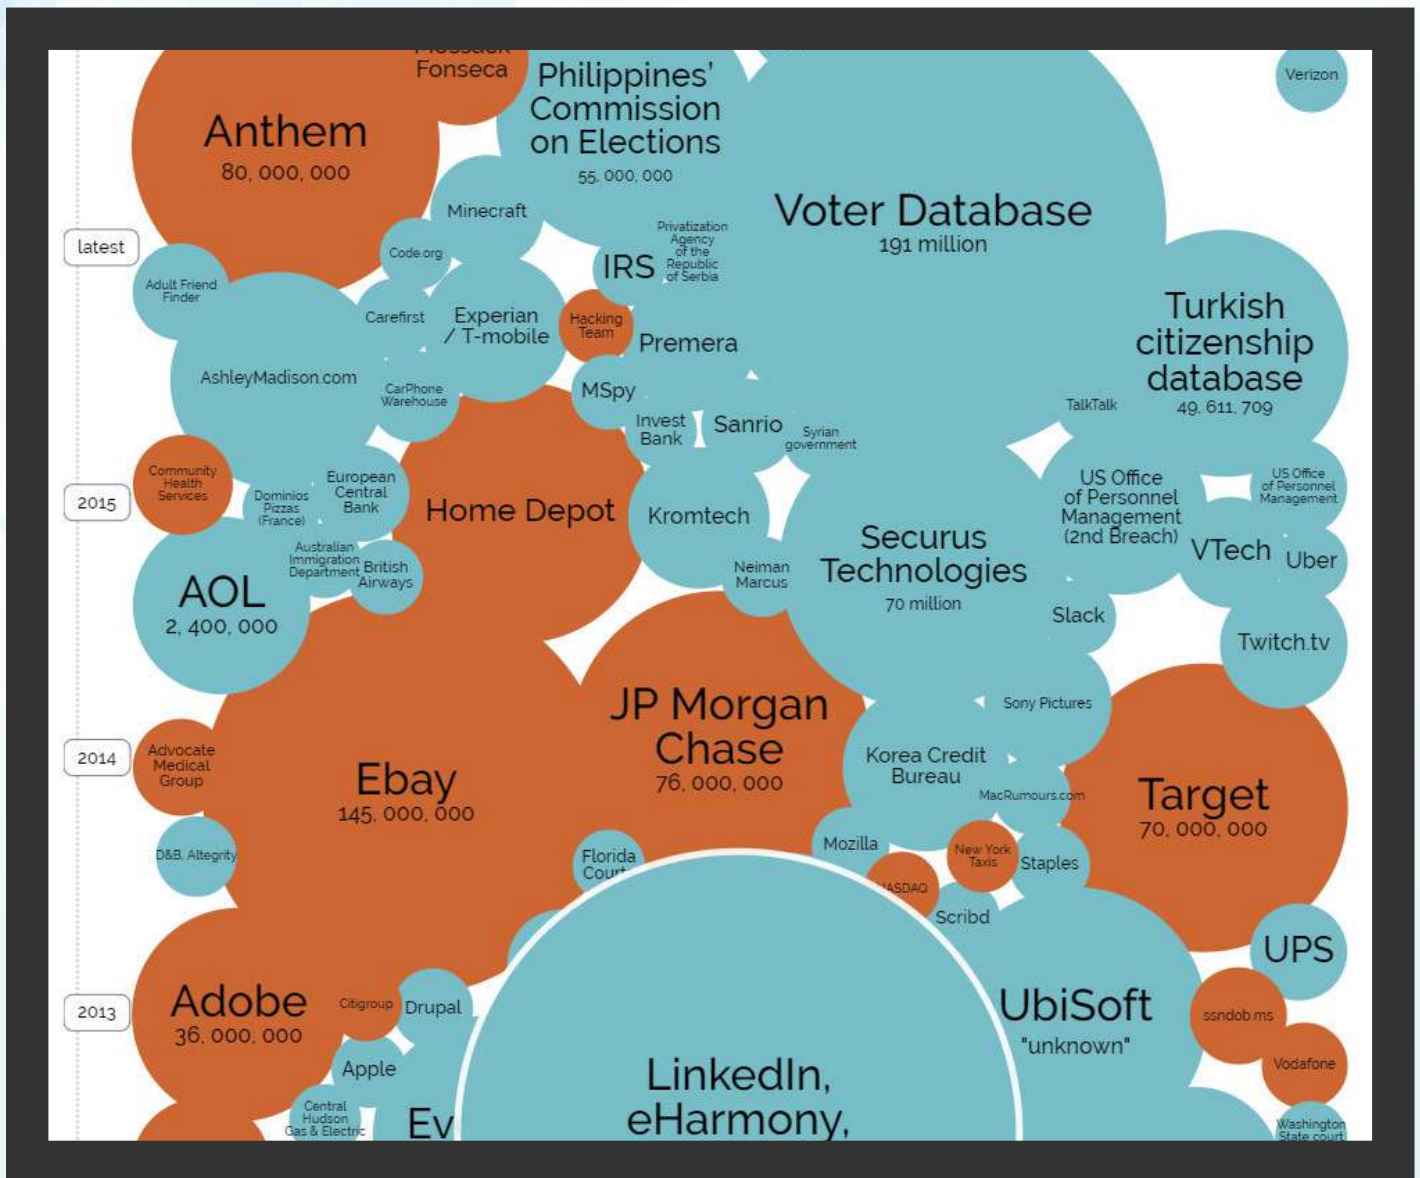 Mossack
Fonseca
Philippines'
Commission
on Elections
55, 000, 000
Verizon
Anthem
80, 000, 000
Voter Database
191 million
Minecraft
latest
Code.org
Privatization
Agency
of the
Republic
of Serbia
IRS
Adult Friend
Finder
Carefirst
Experian
/ T-mobile
Hacking
Team
Premera
Turkish
citizenship
database
49, 611, 709
AshleyMadison.com
CarPhone
Warehouse
MSpy
Invest
Bank
Sanrio
Syrian
government
TalkTalk
2015
Community
Health
Services
Dominios
Pizzas
(France)
European
Central
Bank
Home Depot
Kromtech
Securus
Technologies
70 million
US Office
of Personnel
Management
(2nd Breach)
US Office
of Personnel
Management
VTech
Uber
Australian
Immigration
Department
British
Airways
Neiman
Marcus
AOL
2, 400, 000
Slack
Twitch.tv
JP Morgan
Chase
76, 000, 000
Sony Pictures
2014
Advocate
Medical
Group
Ebay
145, 000, 000
Korea Credit
Bureau
MacRumours.com
Target
70, 000, 000
D&B, Altegrity
Florida
Court
Mozilla
New York
Taxis
Staples
NASDAQ
Scribd
UPS
2013
Adobe
36, 000, 000
Citigroup
Drupal
UbiSoft
"unknown"
ssndob.ms
Vodafone
Apple
LinkedIn,
eHarmony,
Central
Hudson
Gas & Electric
Ev
Washington
State court